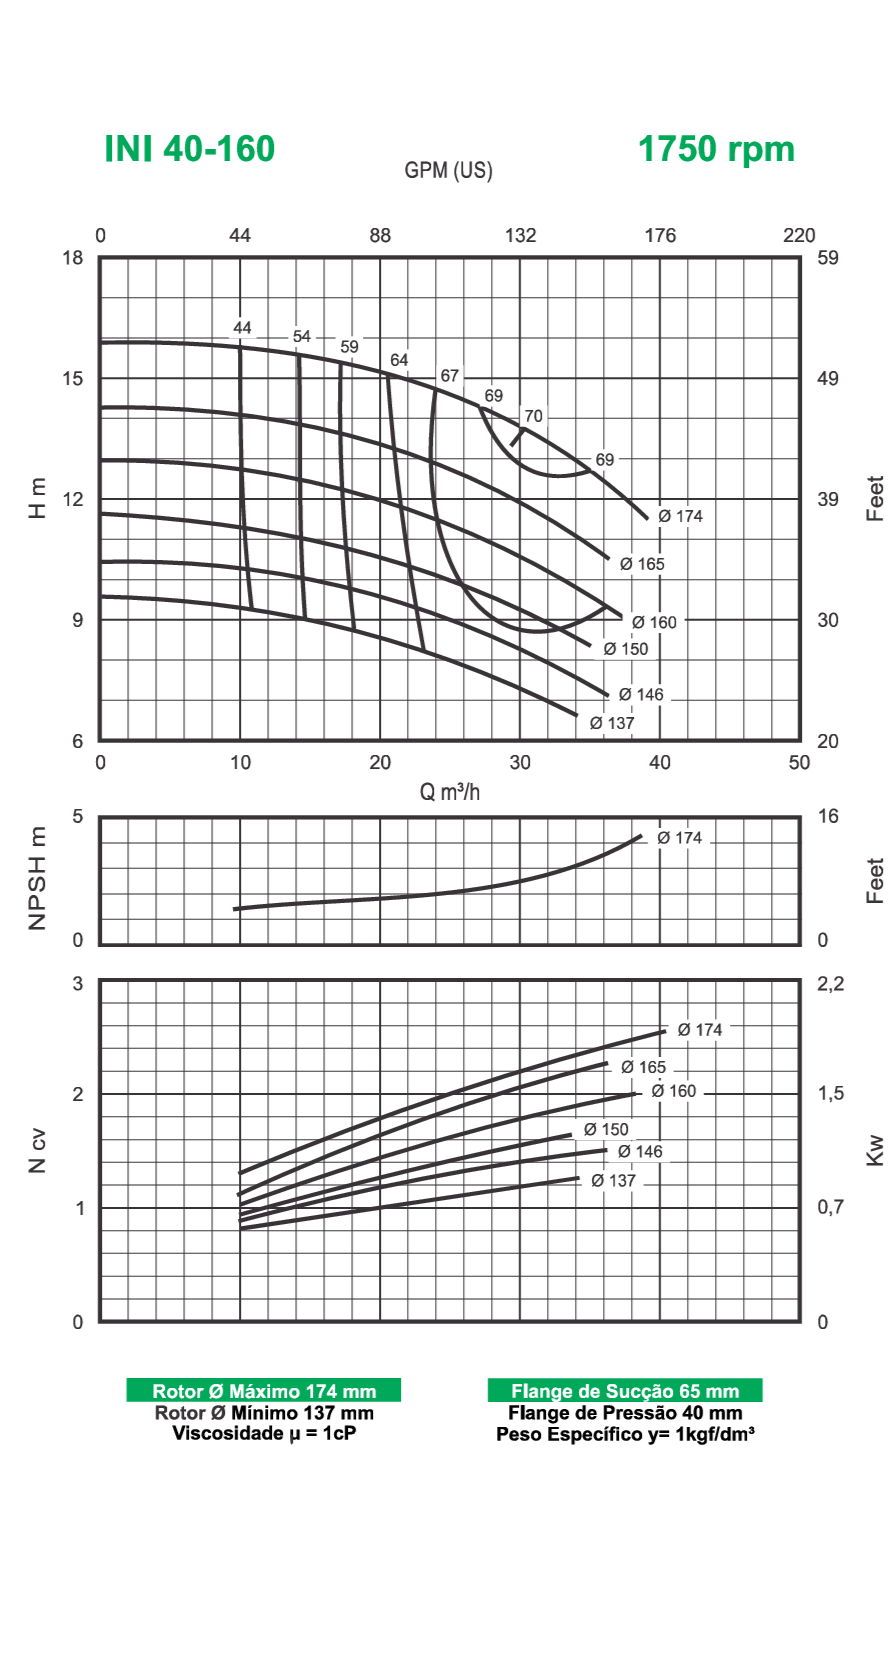 INI 40-160
1750 rpm
GPM (US)
0 44 88 132 176 220
18 59
44
54
59
64
67
69
70
69
15 49
12 39
9 30
6 20
H m
Feet
Ø 174
Ø 165
Ø 160
Ø 150
Ø 146
Ø 137
0 10 20 30 40 50
Q m³/h
5 16
NPSH m
Feet
Ø 174
0 0
3 2,2
Ø 174
Ø 165
2 1,5
Ø 160
Ø 150
N cv
Kw
Ø 146
Ø 137
1 0,7
0 0
Rotor Ø Máximo 174 mm
Rotor Ø Mínimo 137 mm
Viscosidade µ = 1cP
Flange de Sucção 65 mm
Flange de Pressão 40 mm
Peso Específico y= 1kgf/dm³